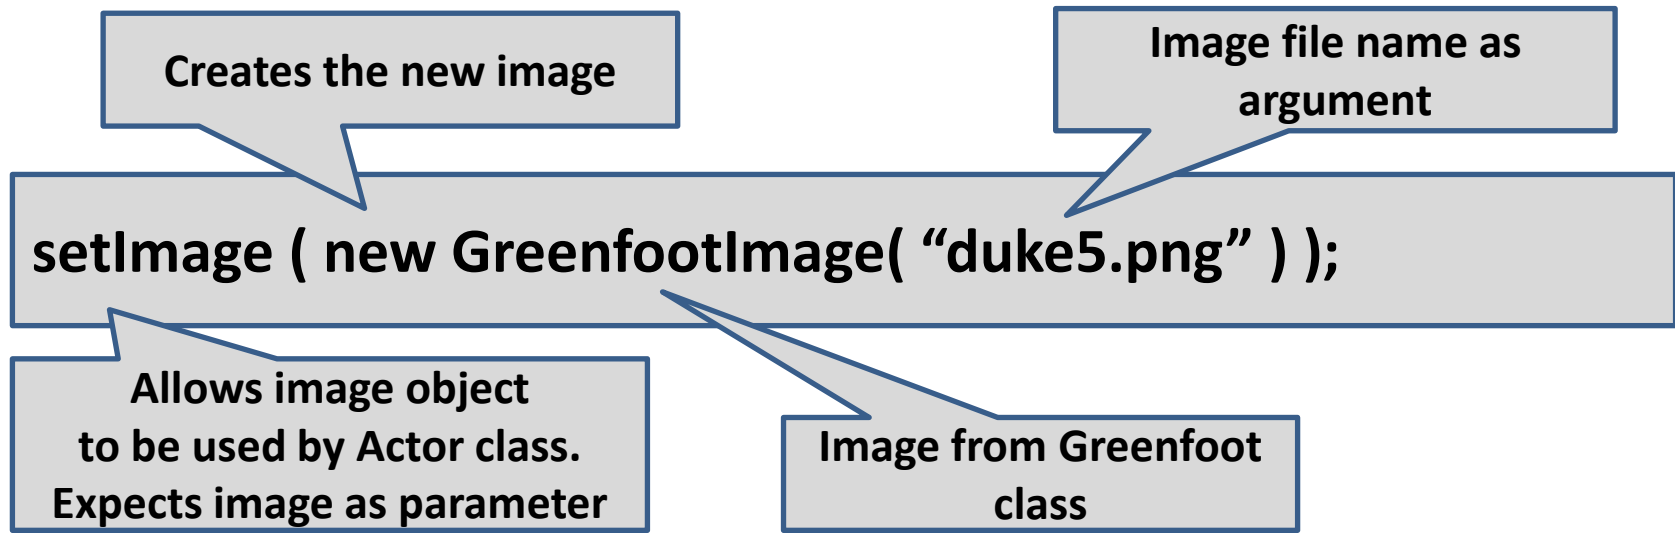 Creates the new image
Image file name as
argument
setImage ( new GreenfootImage( “duke5.png” ) );
Allows image object
to be used by Actor class.
Expects image as parameter
Image from Greenfoot
class